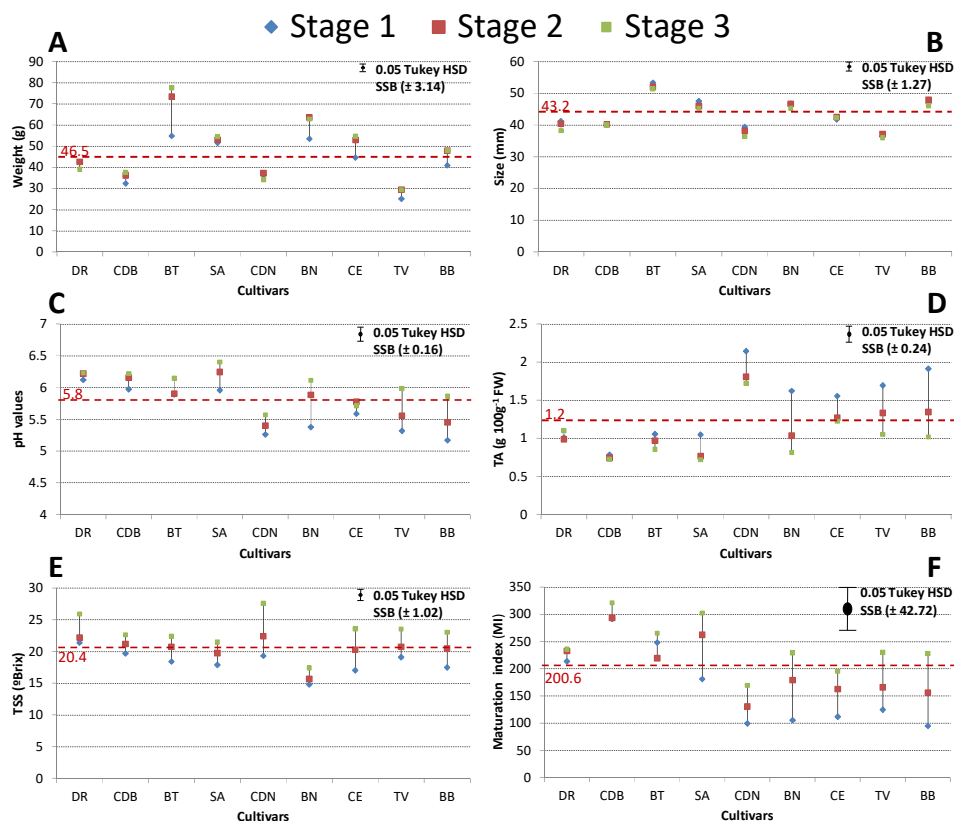 Stage 1 Stage 2 Stage 3
A
90
80
70
60
50
40
30
20
10
0
Weight (g)
46.5
0.05 Tukey HSD
SSB (± 3.14)
DR CDB BT SA CDN BN CE TV BB
Cultivars
B
60
50
40
30
20
10
0
Size (mm)
43.2
0.05 Tukey HSD
SSB (± 1.27)
DR CDB BT SA CDN BN CE TV BB
Cultivars
C
7
6.5
6
5.5
5
4.5
4
pH values
5.8
0.05 Tukey HSD
SSB (± 0.16)
DR CDB BT SA CDN BN CE TV BB
Cultivars
D
2.5
2
1.5
1
0.5
0
TA (g 100g⁻¹ FW)
1.2
0.05 Tukey HSD
SSB (± 0.24)
DR CDB BT SA CDN BN CE TV BB
Cultivars
E
30
25
20
15
10
5
0
TSS (ºBrix)
20.4
0.05 Tukey HSD
SSB (± 1.02)
DR CDB BT SA CDN BN CE TV BB
Cultivars
F
350
300
250
200
150
100
50
0
Maturation index (MI)
200.6
0.05 Tukey HSD
SSB (± 42.72)
DR CDB BT SA CDN BN CE TV BB
Cultivars